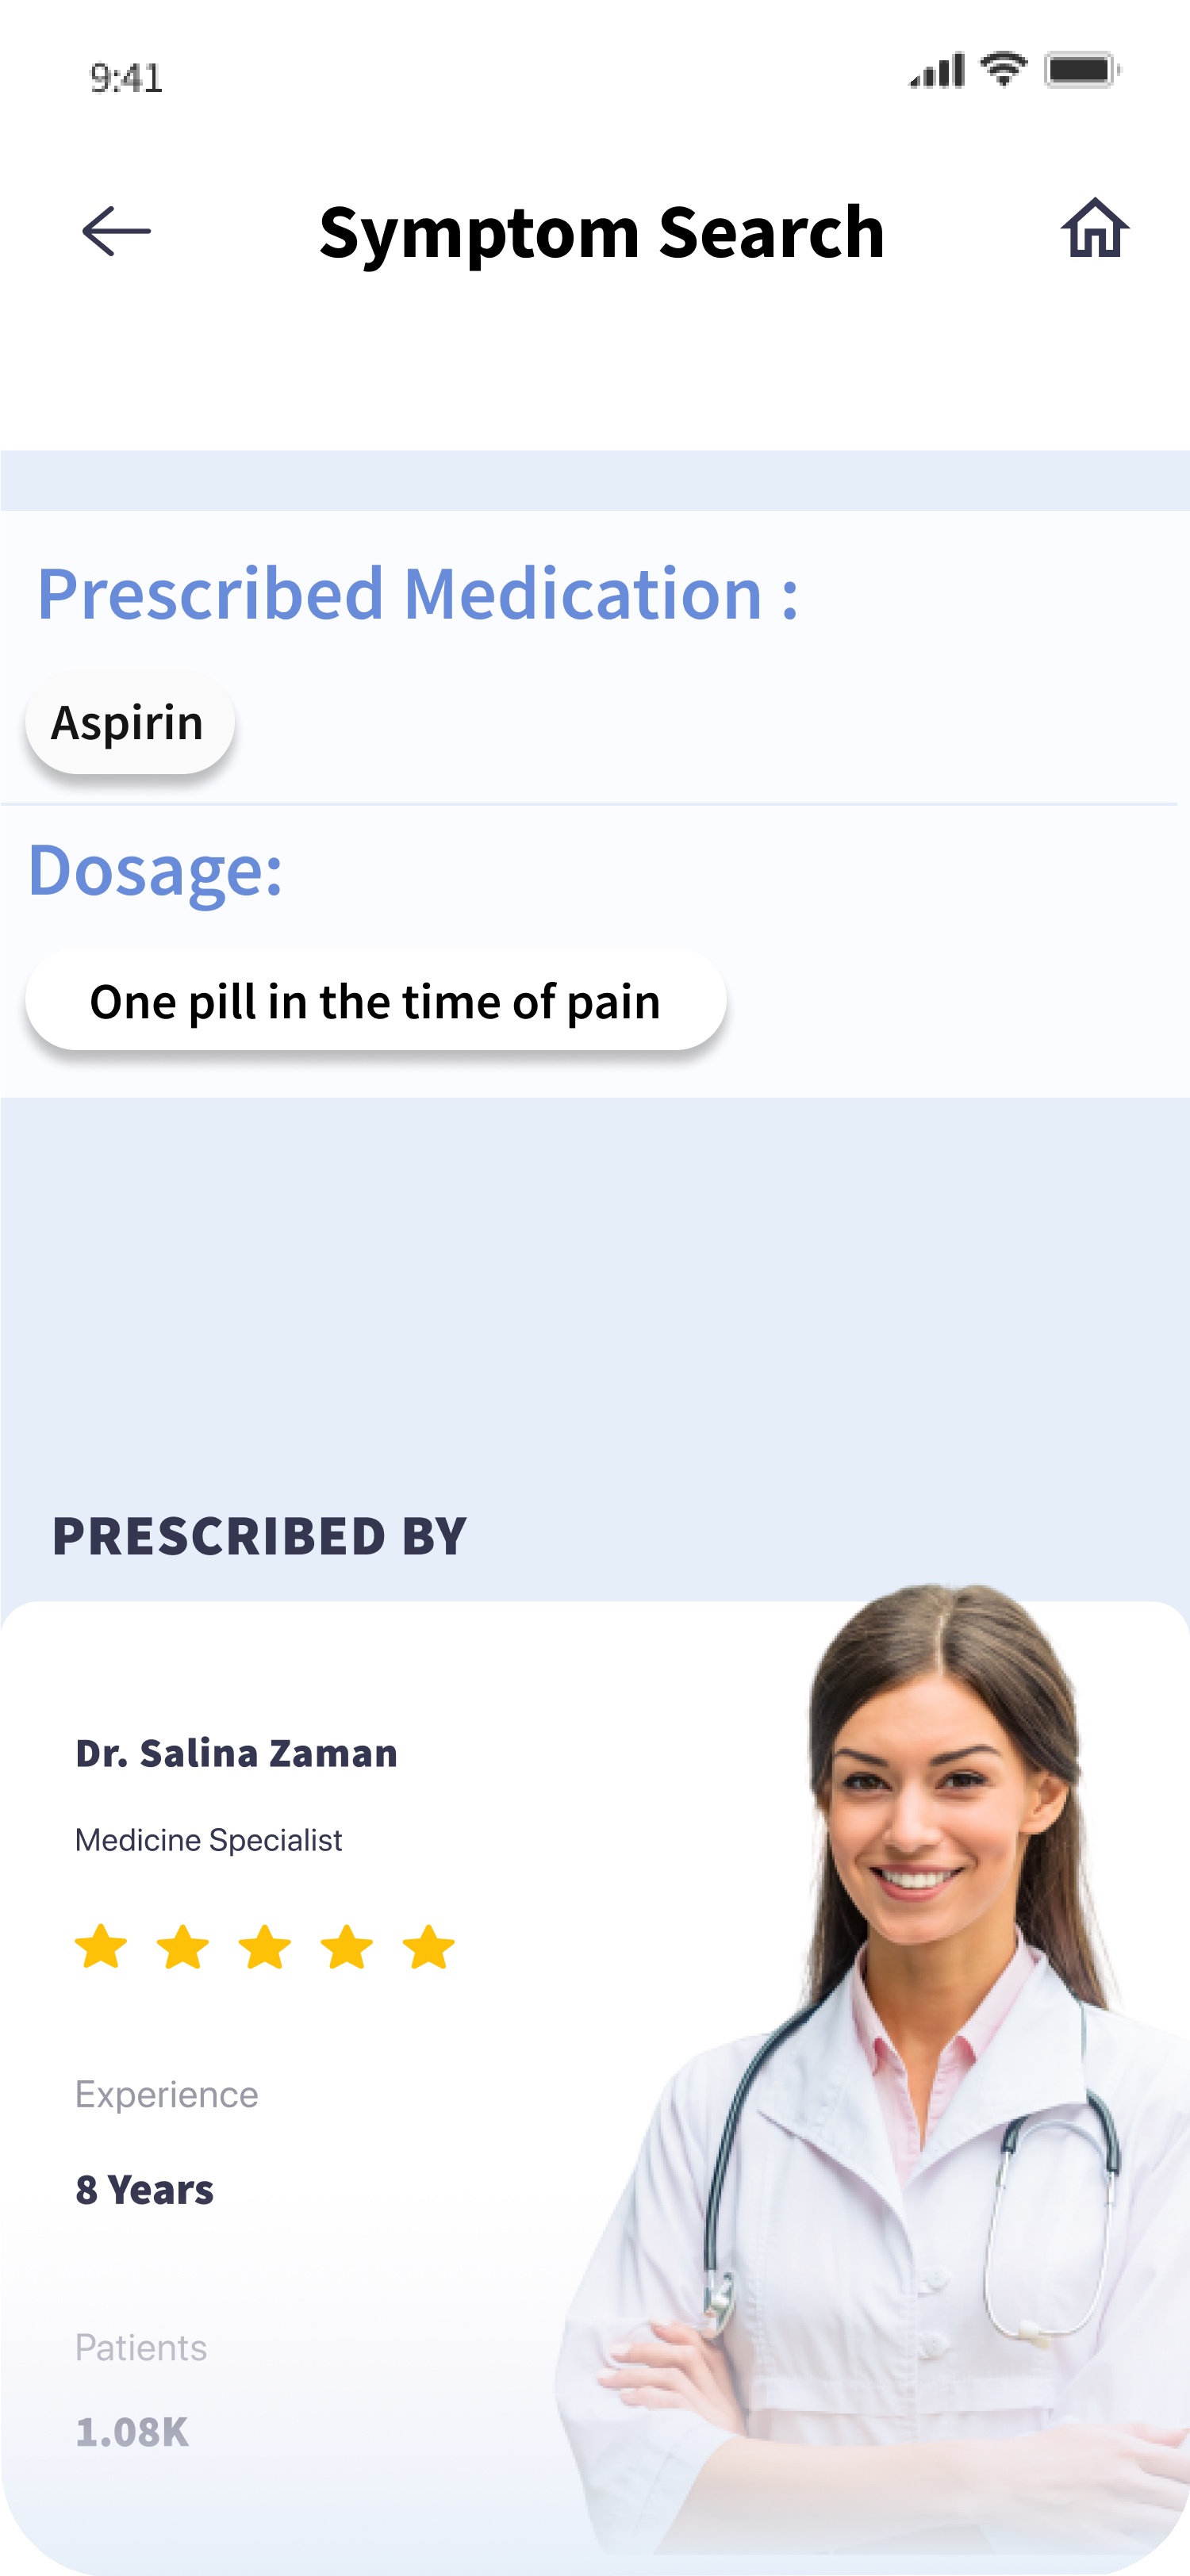 9:41
Symptom Search
Prescribed Medication :
Aspirin
Dosage:
One pill in the time of pain
PRESCRIBED BY
Dr. Salina Zaman
Medicine Specialist
Experience
8 Years
Patients
1.08K